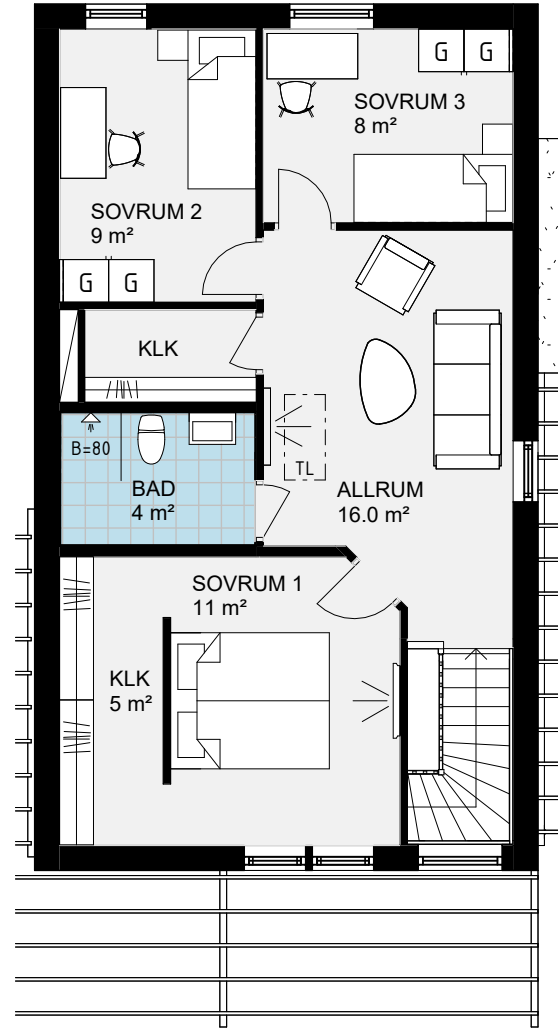 G G
SOVRUM 3
8 m²
SOVRUM 2
9 m²
G G
KLK
B=80
BAD
4 m²
TL
ALLRUM
16.0 m²
SOVRUM 1
11 m²
KLK
5 m²